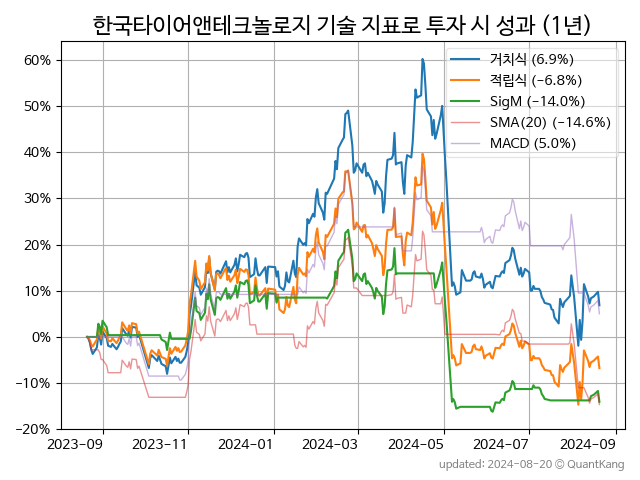 한국타이어앤테크놀로지 기술 지표로 투자 시 성과 (1년)
60%
50%
40%
30%
20%
10%
0%
−10%
−20%
거치식 (6.9%)
적립식 (−6.8%)
SigM (−14.0%)
SMA(20) (−14.6%)
MACD (5.0%)
2023-09
2023-11
2024-01
2024-03
2024-05
2024-07
2024-09
updated: 2024-08-20 © QuantKang